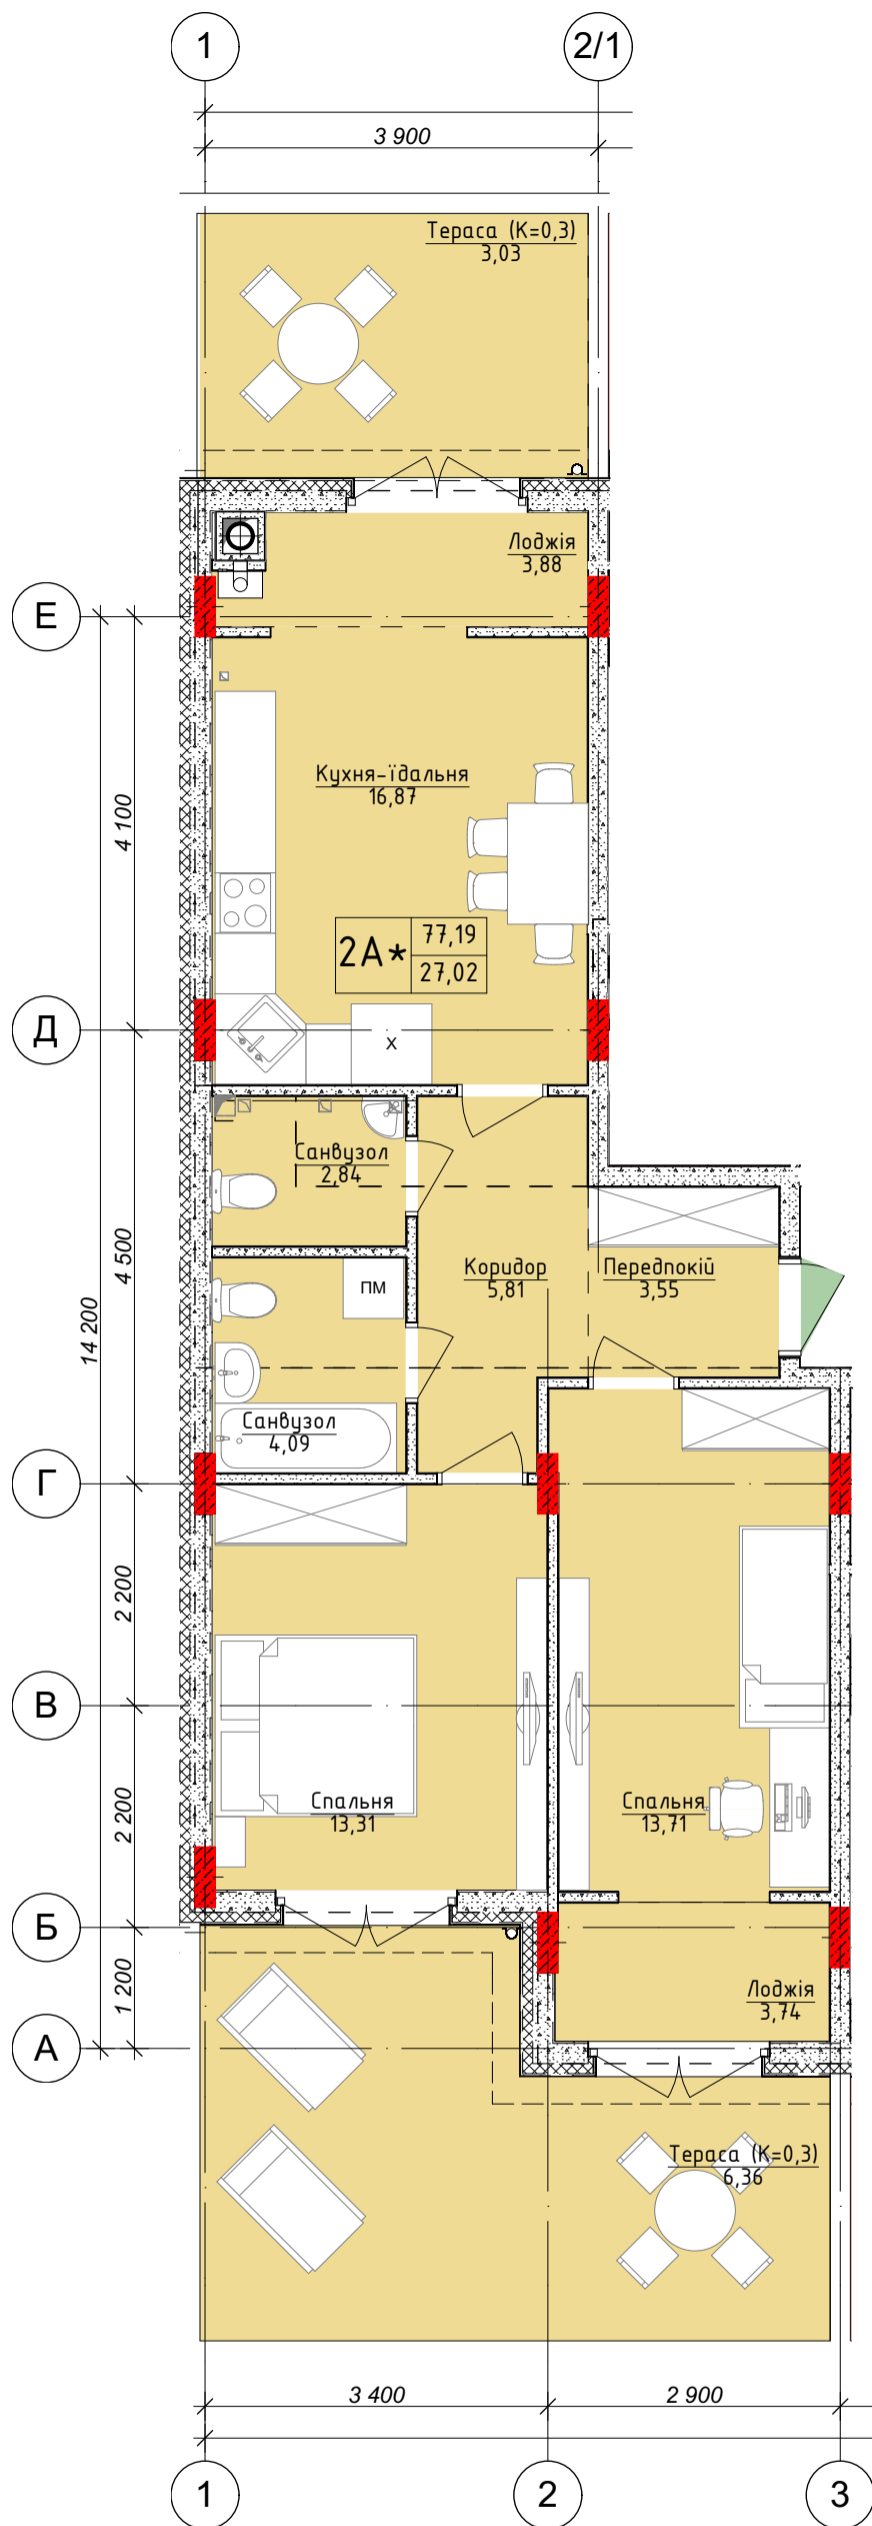 1
2/1
3 900
Тераса (К=0,3)
3,03
Лоджія
3,88
Е
4 100
Кухня-їдальня
16,87
2А* 77,19
27,02
Д
Х
Санвузол
2,84
4 500
14 200
Коридор
5,81
Передпокій
3,55
ПМ
Санвузол
4,09
Г
2 200
В
2 200
Спальня
13,31
Спальня
13,71
Б
1 200
Лоджія
3,74
А
Тераса (К=0,3)
6,36
3 400
2 900
1
2
3